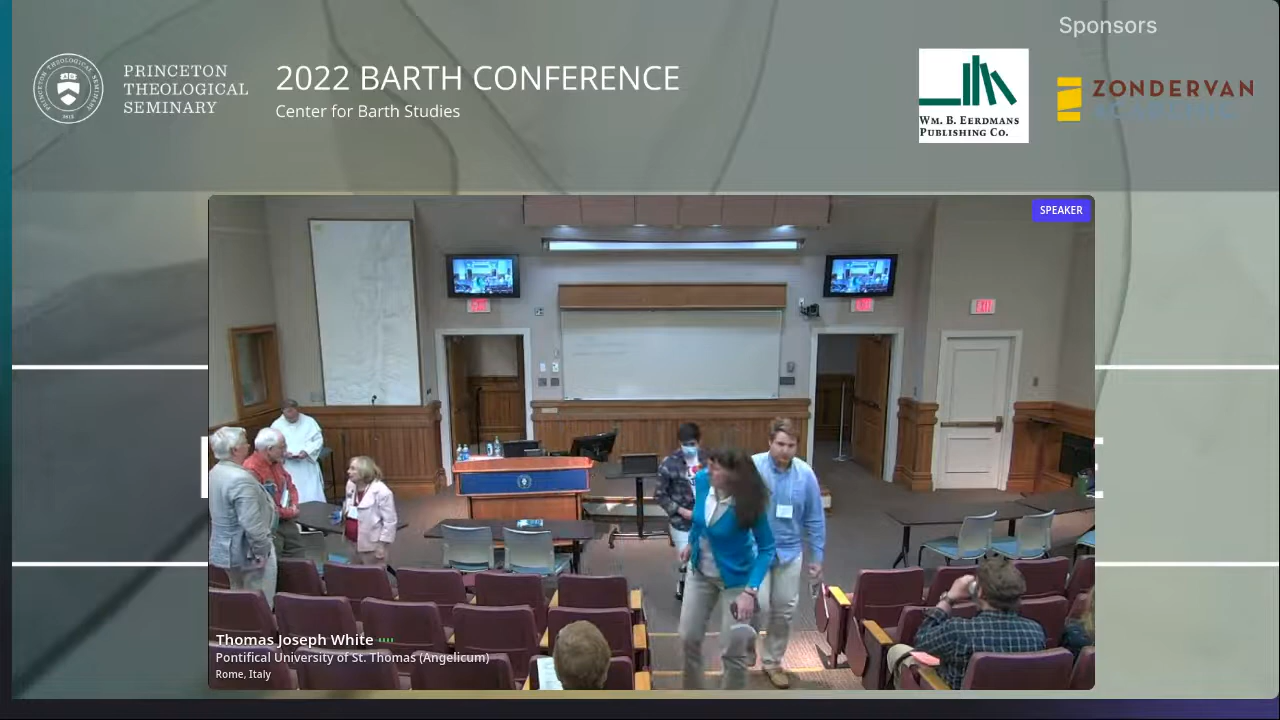 Sponsors
PRINCETON
THEOLOGICAL
SEMINARY
2022 BARTH CONFERENCE
Center for Barth Studies
WM. B. EERDMANS
PUBLISHING CO.
ZONDERVAN
ACADEMIC
SPEAKER
EXIT
Thomas Joseph White
Pontifical University of St. Thomas (Angelicum)
Rome, Italy